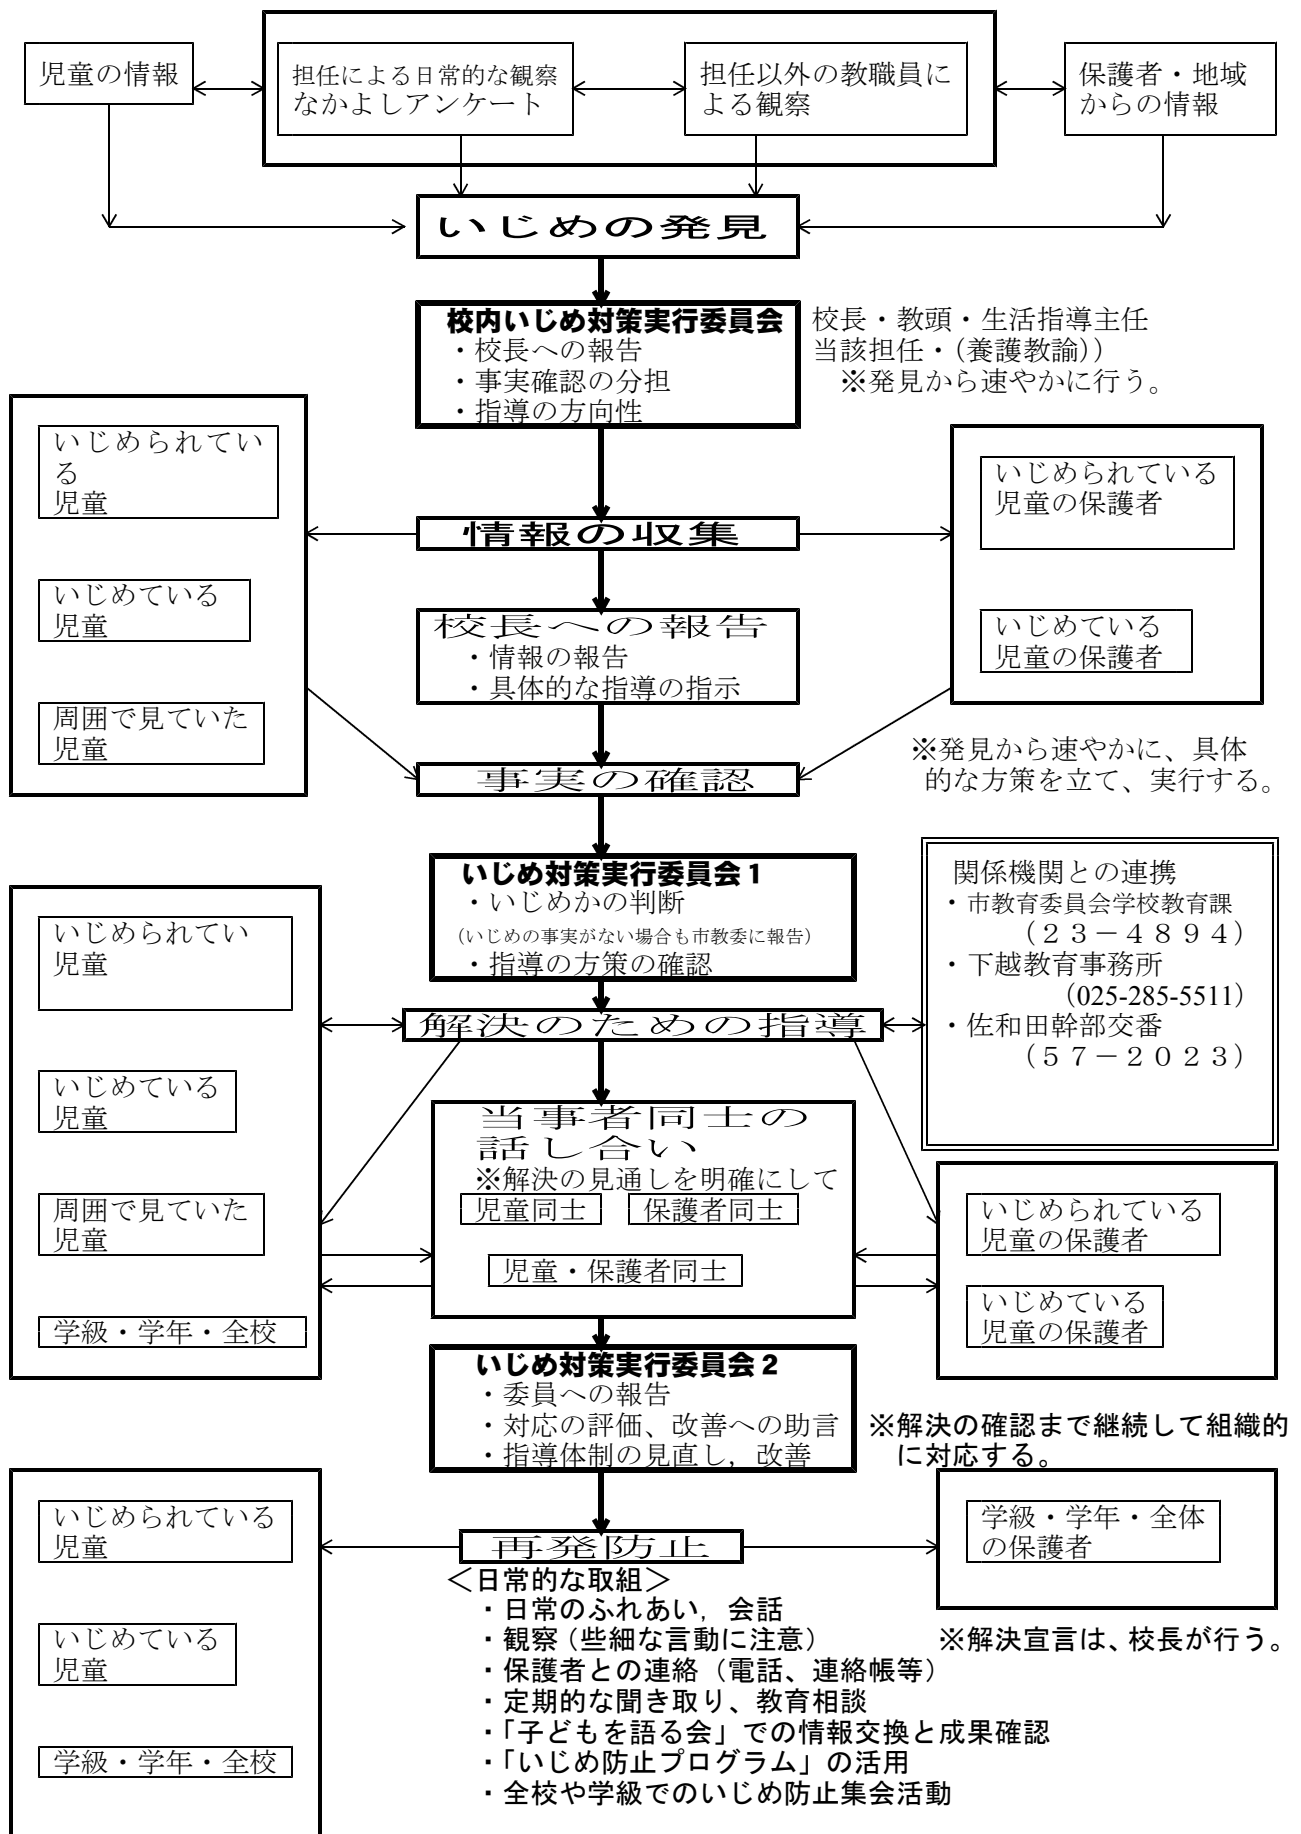 児童の情報
担任による日常的な観察
なかよしアンケート
担任以外の教職員に
よる観察
保護者・地域
からの情報
いじめの発見
校内いじめ対策実行委員会
・校長への報告
・事実確認の分担
・指導の方向性
校長・教頭・生活指導主任
当該担任・(養護教諭))
※発見から速やかに行う。
いじめられてい
る
児童
いじめている
児童
周囲で見ていた
児童
情報の収集
いじめられている
児童の保護者
いじめている
児童の保護者
校長への報告
・情報の報告
・具体的な指導の指示
※発見から速やかに、具体
的な方策を立て、実行する。
事実の確認
いじめ対策実行委員会1
・いじめかの判断
(いじめの事実がない場合も市教委に報告)
・指導の方策の確認
関係機関との連携
・市教育委員会学校教育課
(23-4894)
・下越教育事務所
(025-285-5511)
・佐和田幹部交番
(57-2023)
いじめられてい
児童
いじめている
児童
周囲で見ていた
児童
学級・学年・全校
解決のための指導
当事者同士の
話し合い
※解決の見通しを明確にして
児童同士
保護者同士
児童・保護者同士
いじめられている
児童の保護者
いじめている
児童の保護者
いじめ対策実行委員会2
・委員への報告
・対応の評価、改善への助言
・指導体制の見直し，改善
※解決の確認まで継続して組織的
に対応する。
いじめられている
児童
いじめている
児童
学級・学年・全校
再発防止
学級・学年・全体
の保護者
<日常的な取組>
・日常のふれあい，会話
・観察(些細な言動に注意)
・保護者との連絡(電話、連絡帳等)
・定期的な聞き取り、教育相談
・「子どもを語る会」での情報交換と成果確認
・「いじめ防止プログラム」の活用
・全校や学級でのいじめ防止集会活動
※解決宣言は、校長が行う。